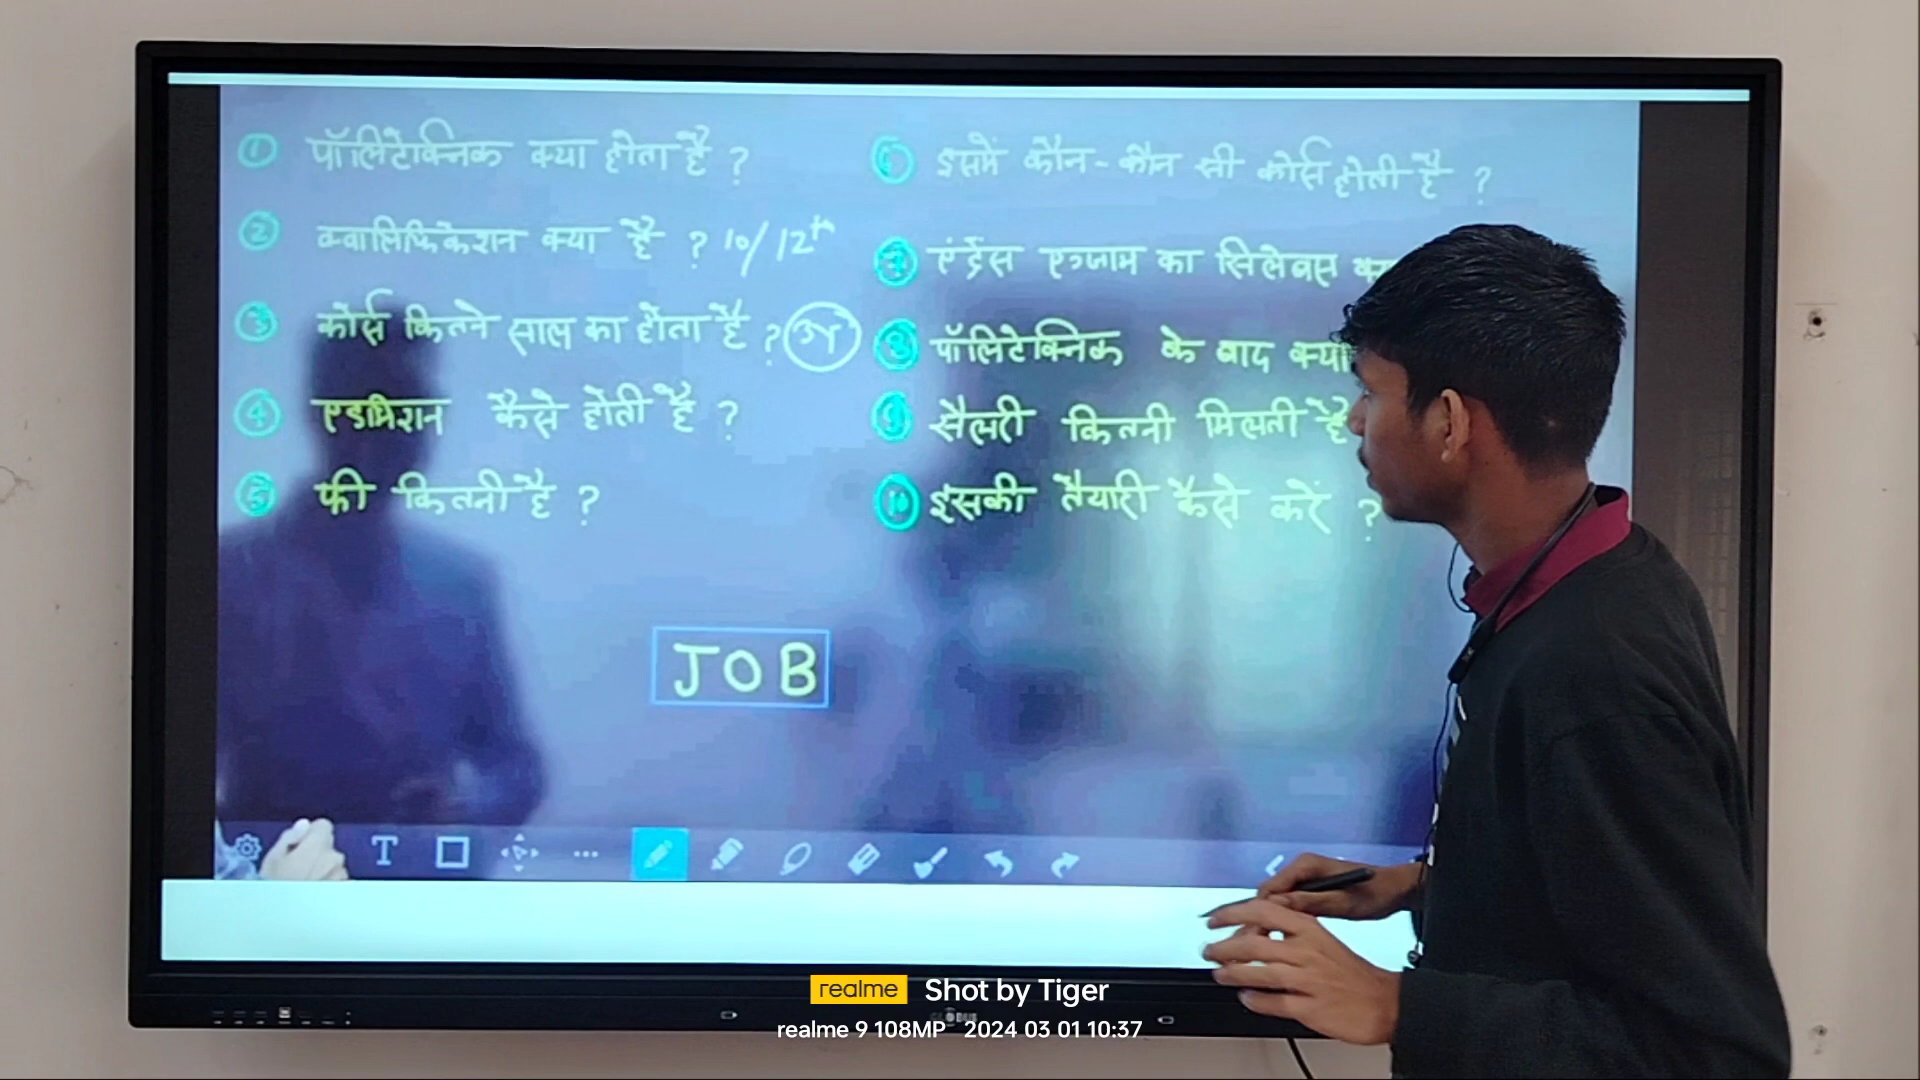 ① पॉलिटेक्निक क्या होता है ?
② क्वालिफिकेशन क्या है ? 10/12th
③ कोर्स कितने साल का होता है ? 3Y
④ एडमिशन कैसे होती है ?
⑤ फी कितनी है ?
⑥ इसमें कौन-कौन सी कोर्स होती है ?
⑦ एंट्रेंस एग्जाम का सिलेबस
⑧ पॉलिटेक्निक के बाद क्या
⑨ सैलरी कितनी मिलती है
⑩ इसकी तैयारी कैसे करें ?
JOB
T
realme Shot by Tiger
realme 9 108MP 2024 03 01 10:37